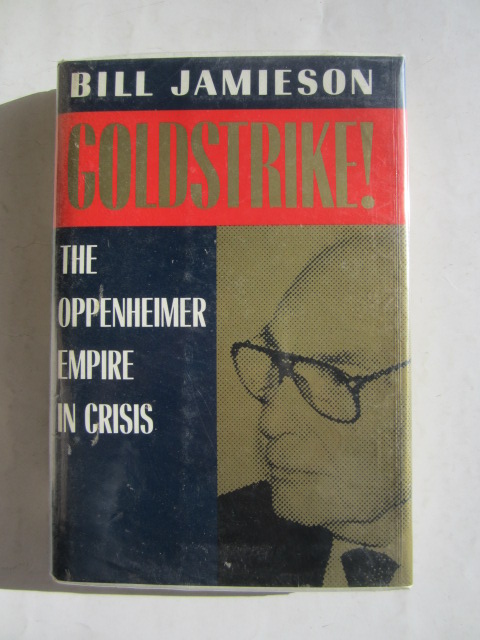 BILL JAMIESON
GOLDSTRIKE!
THE
OPPENHEIMER
EMPIRE
IN CRISIS